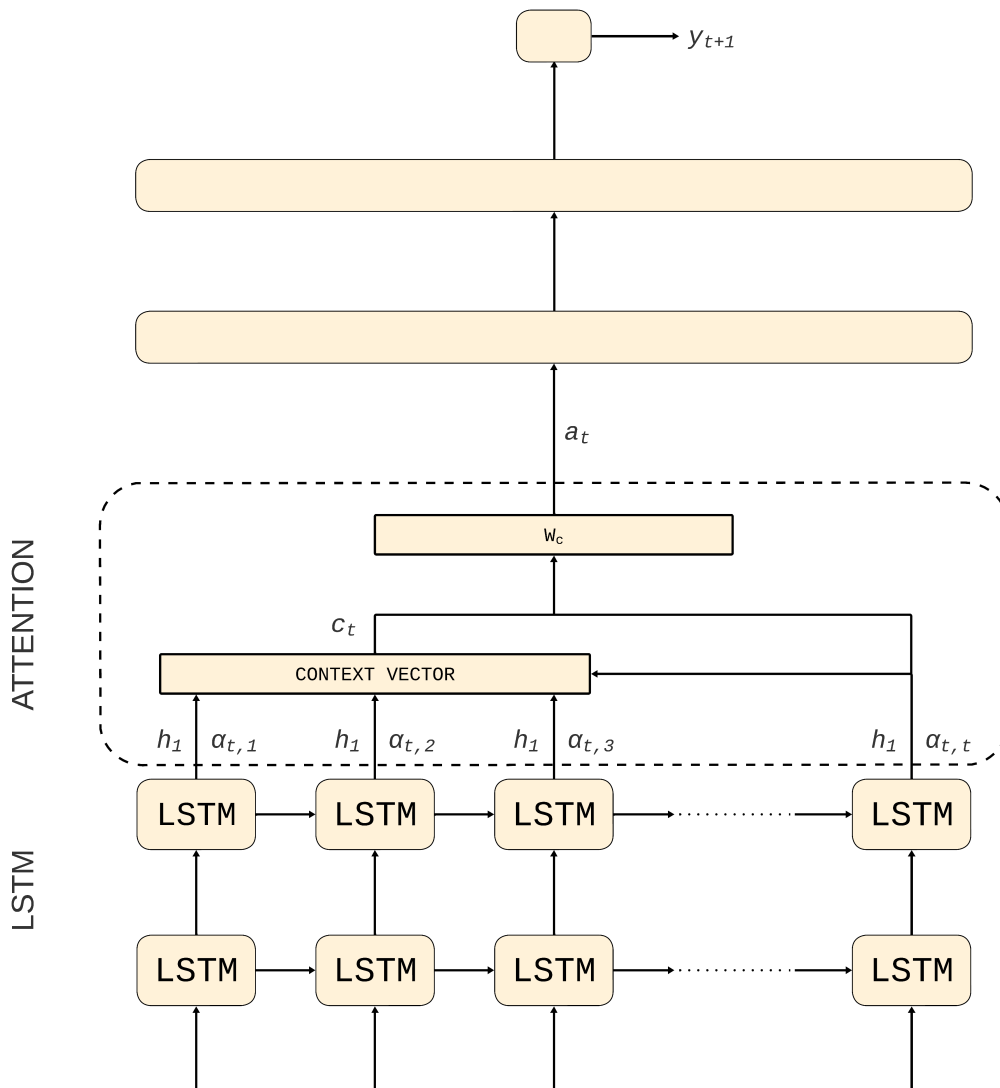 y_{t+1}
a_t
W_c
c_t
CONTEXT VECTOR
h_1 α_{t,1} h_1 α_{t,2} h_1 α_{t,3} h_1 α_{t,t}
ATTENTION
LSTM LSTM LSTM LSTM
LSTM
LSTM LSTM LSTM LSTM